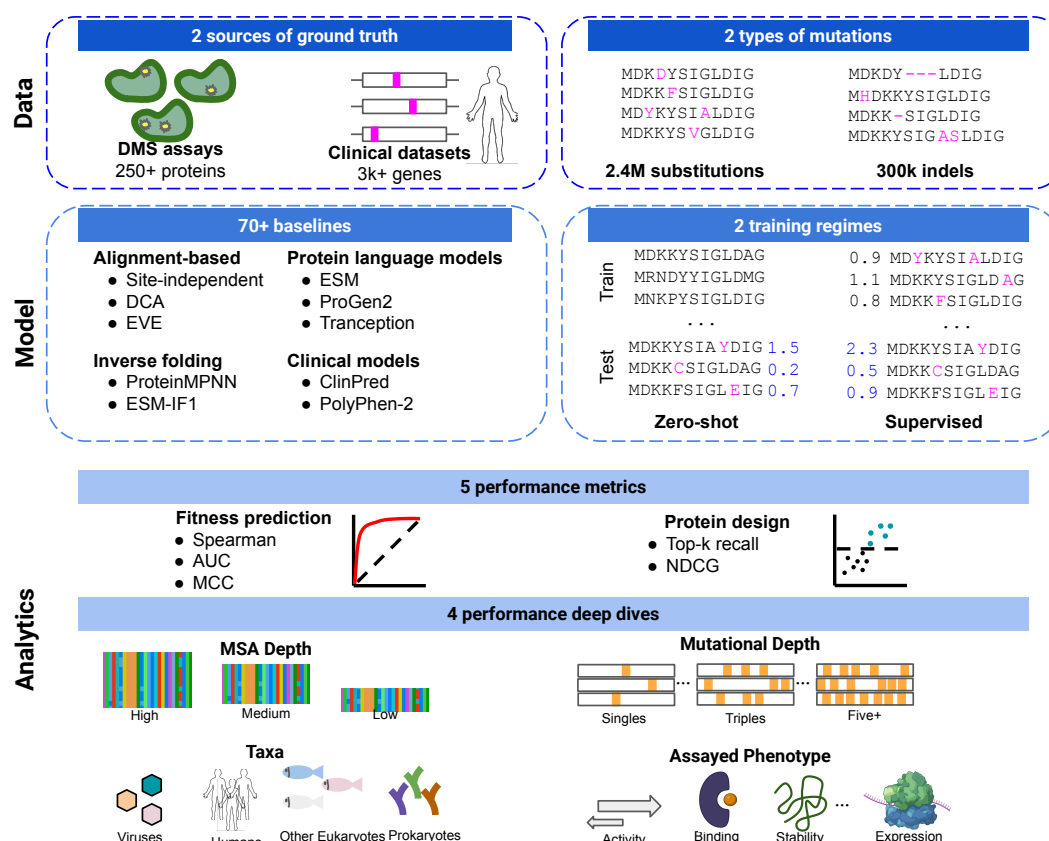 Data
2 sources of ground truth
DMS assays
250+ proteins
Clinical datasets
3k+ genes
2 types of mutations
MDKDYSIGLDIG
MDKKFSIGLDIG
MDYKYSIALDIG
MDKKYSVGLDIG
2.4M substitutions
MDKDY---LDIG
MHDKKYSIGLDIG
MDKK-SIGLDIG
MDKKYSIGASLDIG
300k indels
Model
70+ baselines
Alignment-based
● Site-independent
● DCA
● EVE
Protein language models
● ESM
● ProGen2
● Tranception
Inverse folding
● ProteinMPNN
● ESM-IF1
Clinical models
● ClinPred
● PolyPhen-2
2 training regimes
Train
MDKKYSIGLDAG
MRNDYYIGLDMG
MNKPYSIGLDIG
...
Test
MDKKYSIAYDIG 1.5
MDKKCSIGLDAG 0.2
MDKKFSIGLEIG 0.7
Zero-shot
0.9 MDYKYSIALDIG
1.1 MDKKYSIGLDAG
0.8 MDKKFSIGLDIG
...
2.3 MDKKYSIAYDIG
0.5 MDKKCSIGLDAG
0.9 MDKKFSIGLEIG
Supervised
Analytics
5 performance metrics
Fitness prediction
● Spearman
● AUC
● MCC
Protein design
● Top-k recall
● NDCG
4 performance deep dives
MSA Depth
High
Medium
Low
Mutational Depth
... ...
Singles
Triples
Five+
Taxa
Viruses
Humans
Other Eukaryotes
Prokaryotes
Assayed Phenotype
Activity
Binding
Stability
...
Expression